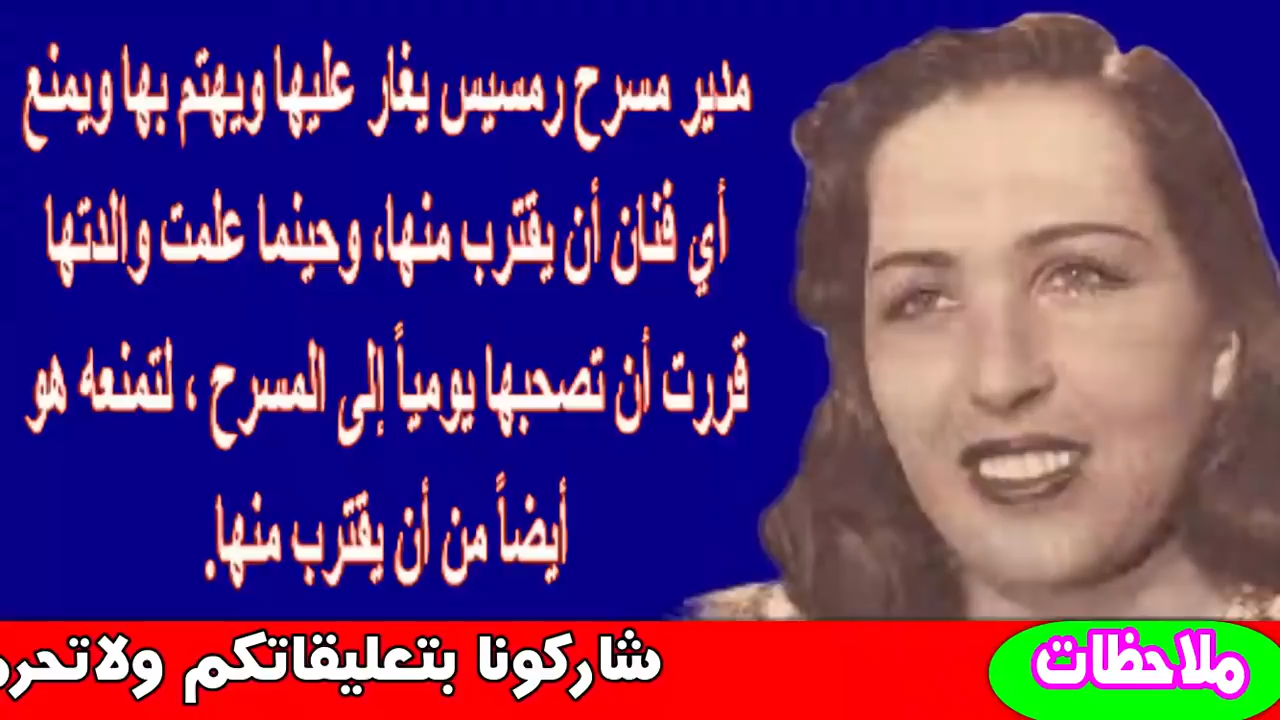 مدير مسرح رمسيس يغار عليها ويهتم بها ويمنع
أي فنان أن يقترب منها، وحينما علمت والدتها
قررت أن تصحبها يومياً إلى المسرح ، لتمنعه هو
أيضاً من أن يقترب منها.
ملاحظات
شاركونا بتعليقاتكم ولاتحرم